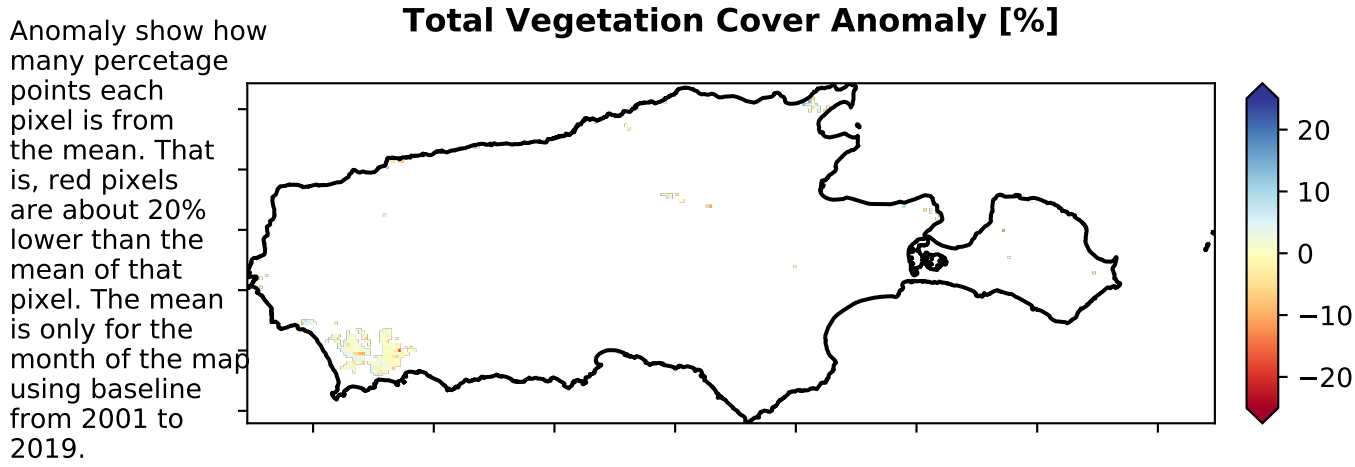 Total Vegetation Cover Anomaly [%]
Anomaly show how
many percetage
points each
pixel is from
the mean. That
is, red pixels
are about 20%
lower than the
mean of that
pixel. The mean
is only for the
month of the map
using baseline
from 2001 to
2019.
20
10
0
−10
−20